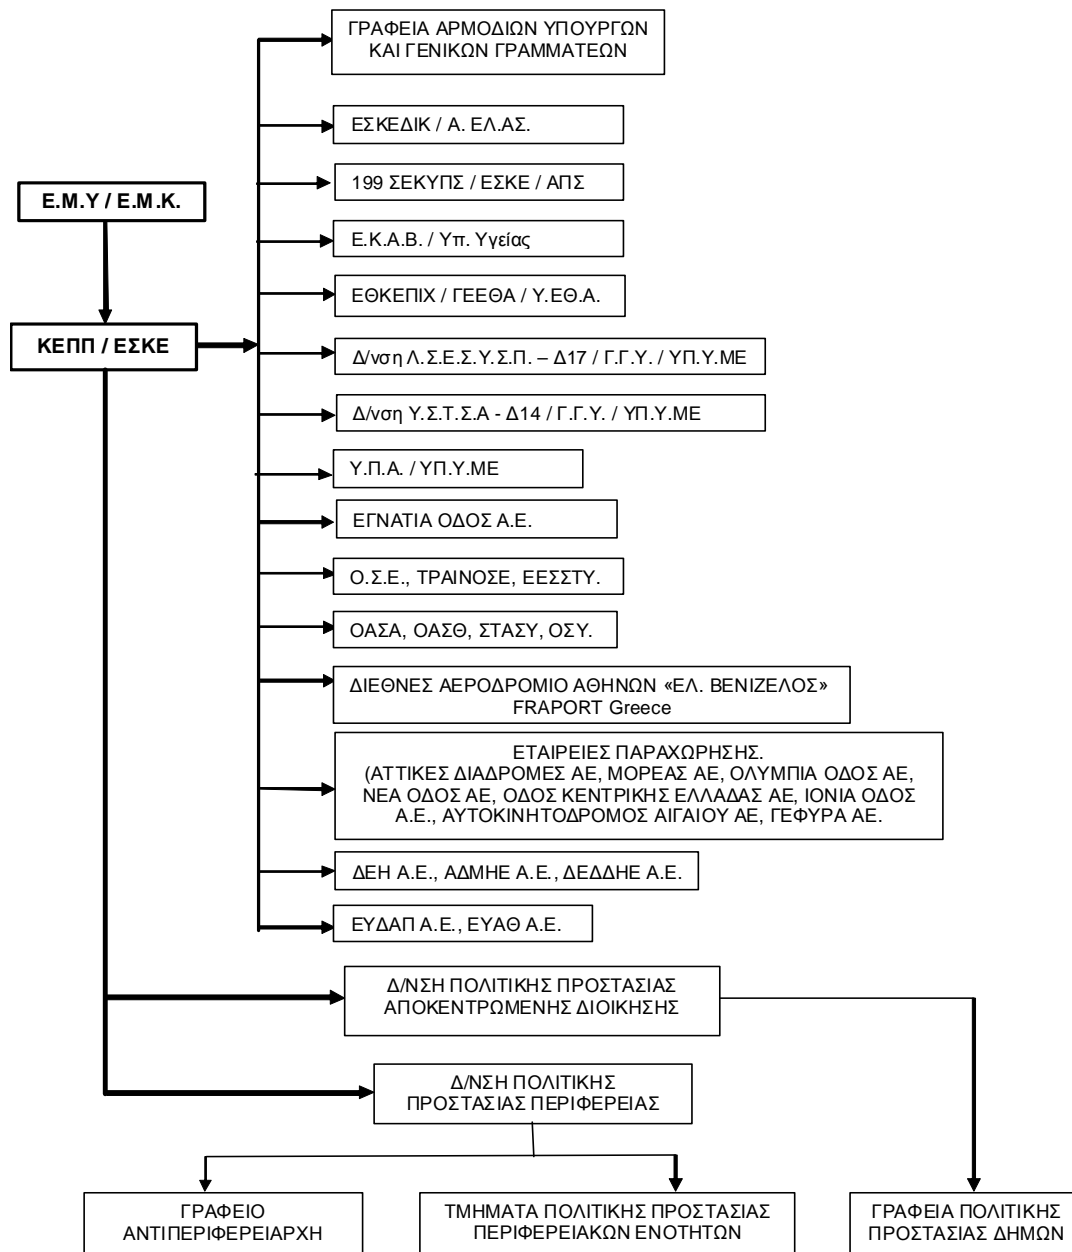 ΓΡΑΦΕΙΑ ΑΡΜΟΔΙΩΝ ΥΠΟΥΡΓΩΝ
ΚΑΙ ΓΕΝΙΚΩΝ ΓΡΑΜΜΑΤΕΩΝ
ΕΣΚΕΔΙΚ / Α. ΕΛ.ΑΣ.
199 ΣΕΚΥΠΣ / ΕΣΚΕ / ΑΠΣ
Ε.Μ.Υ / Ε.Μ.Κ.
Ε.Κ.Α.Β. / Υπ. Υγείας
ΕΘΚΕΠΙΧ / ΓΕΕΘΑ / Υ.ΕΘ.Α.
ΚΕΠΠ / ΕΣΚΕ
Δ/νση Λ.Σ.Ε.Σ.Υ.Σ.Π. – Δ17 / Γ.Γ.Υ. / ΥΠ.Υ.ΜΕ
Δ/νση Υ.Σ.Τ.Σ.Α - Δ14 / Γ.Γ.Υ. / ΥΠ.Υ.ΜΕ
Υ.Π.Α. / ΥΠ.Υ.ΜΕ
ΕΓΝΑΤΙΑ ΟΔΟΣ Α.Ε.
Ο.Σ.Ε., ΤΡΑΙΝΟΣΕ, ΕΕΣΣΤΥ.
ΟΑΣΑ, ΟΑΣΘ, ΣΤΑΣΥ, ΟΣΥ.
ΔΙΕΘΝΕΣ ΑΕΡΟΔΡΟΜΙΟ ΑΘΗΝΩΝ «ΕΛ. ΒΕΝΙΖΕΛΟΣ»
FRAPORT Greece
ΕΤΑΙΡΕΙΕΣ ΠΑΡΑΧΩΡΗΣΗΣ.
(ΑΤΤΙΚΕΣ ΔΙΑΔΡΟΜΕΣ ΑΕ, ΜΟΡΕΑΣ ΑΕ, ΟΛΥΜΠΙΑ ΟΔΟΣ ΑΕ,
ΝΕΑ ΟΔΟΣ ΑΕ, ΟΔΟΣ ΚΕΝΤΡΙΚΗΣ ΕΛΛΑΔΑΣ ΑΕ, ΙΟΝΙΑ ΟΔΟΣ
Α.Ε., ΑΥΤΟΚΙΝΗΤΟΔΡΟΜΟΣ ΑΙΓΑΙΟΥ ΑΕ, ΓΕΦΥΡΑ ΑΕ.
ΔΕΗ Α.Ε., ΑΔΜΗΕ Α.Ε., ΔΕΔΔΗΕ Α.Ε.
ΕΥΔΑΠ Α.Ε., ΕΥΑΘ Α.Ε.
Δ/ΝΣΗ ΠΟΛΙΤΙΚΗΣ ΠΡΟΣΤΑΣΙΑΣ
ΑΠΟΚΕΝΤΡΩΜΕΝΗΣ ΔΙΟΙΚΗΣΗΣ
Δ/ΝΣΗ ΠΟΛΙΤΙΚΗΣ
ΠΡΟΣΤΑΣΙΑΣ ΠΕΡΙΦΕΡΕΙΑΣ
ΓΡΑΦΕΙΟ
ΑΝΤΙΠΕΡΙΦΕΡΕΙΑΡΧΗ
ΤΜΗΜΑΤΑ ΠΟΛΙΤΙΚΗΣ ΠΡΟΣΤΑΣΙΑΣ
ΠΕΡΙΦΕΡΕΙΑΚΩΝ ΕΝΟΤΗΤΩΝ
ΓΡΑΦΕΙΑ ΠΟΛΙΤΙΚΗΣ
ΠΡΟΣΤΑΣΙΑΣ ΔΗΜΩΝ